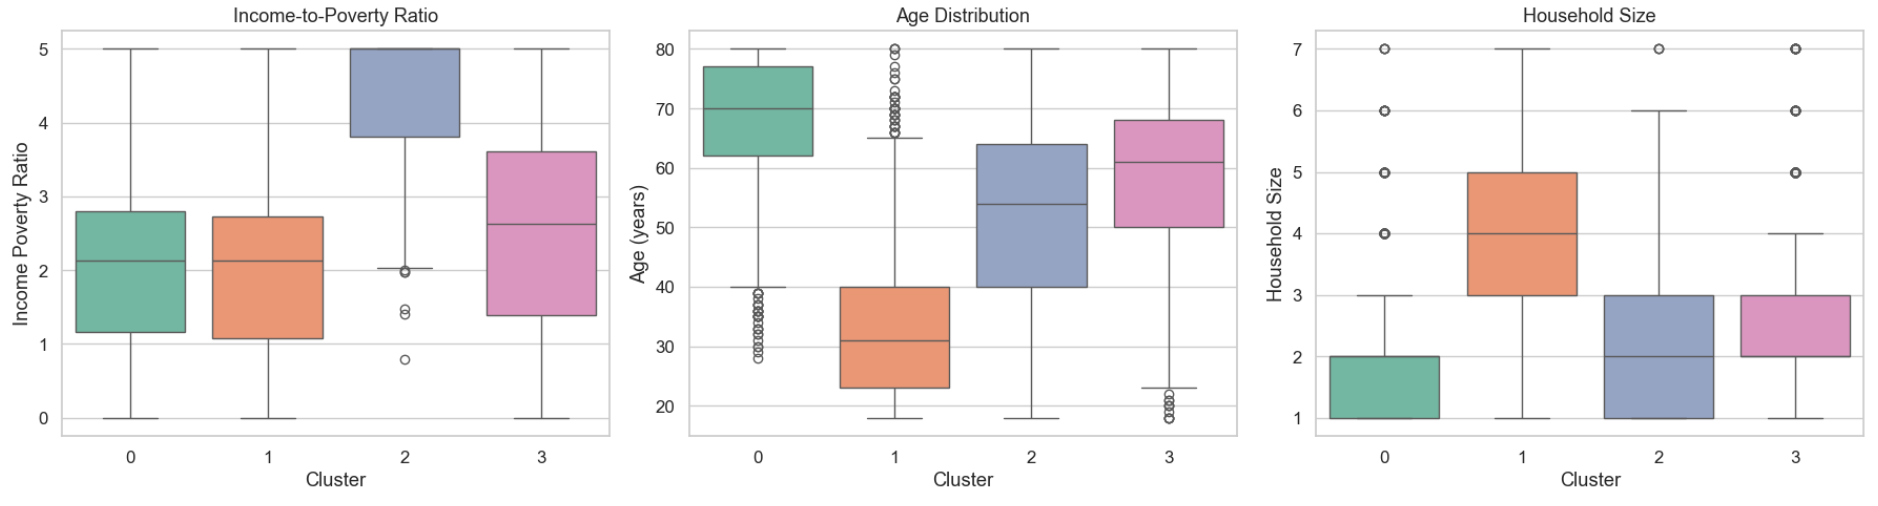 Income-to-Poverty Ratio
Income Poverty Ratio
5
4
3
2
1
0
0 1 2 3
Cluster
Age Distribution
Age (years)
80
70
60
50
40
30
20
0 1 2 3
Cluster
Household Size
Household Size
7
6
5
4
3
2
1
0 1 2 3
Cluster